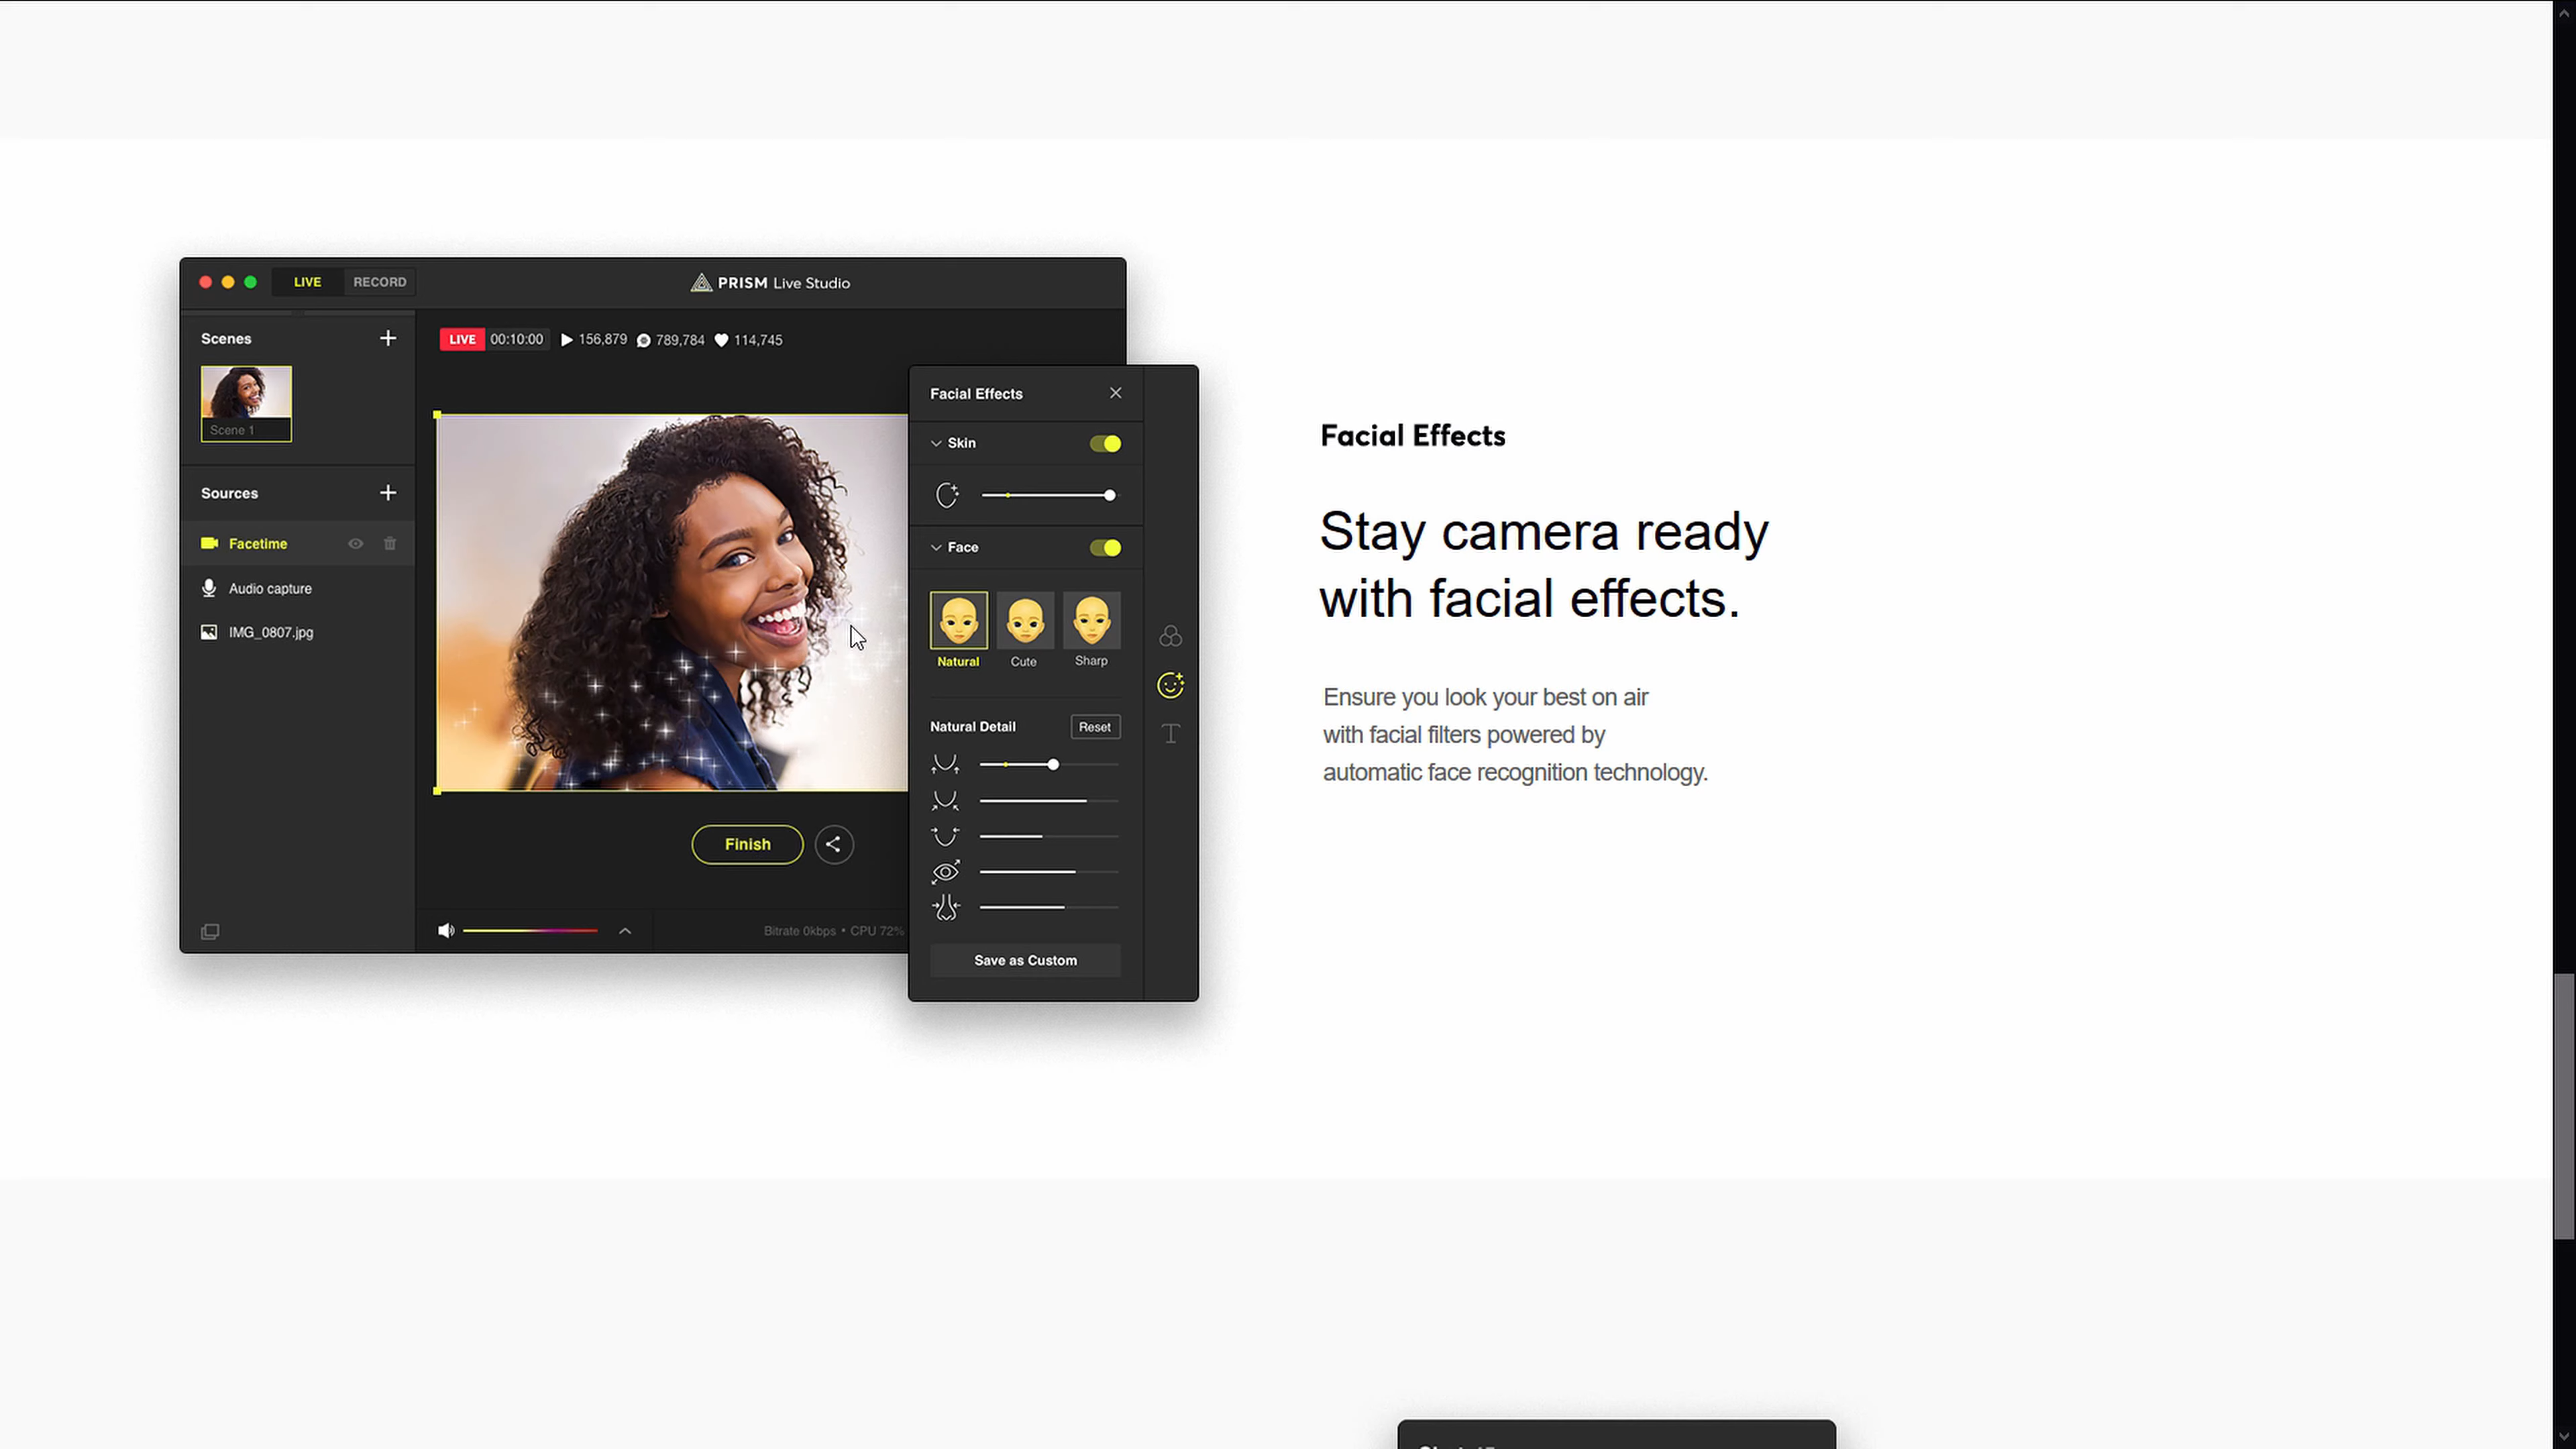 LIVE RECORD
PRISM Live Studio
Scenes
Scene 1
Sources
Facetime
Audio capture
IMG_0807.jpg
LIVE 00:10:00 156,879 789,784 114,745
Finish
Bitrate 0kbps • CPU 72%
Facial Effects
Skin
Face
Natural Cute Sharp
Natural Detail Reset
Save as Custom
T
Facial Effects
Stay camera ready
with facial effects.
Ensure you look your best on air
with facial filters powered by
automatic face recognition technology.